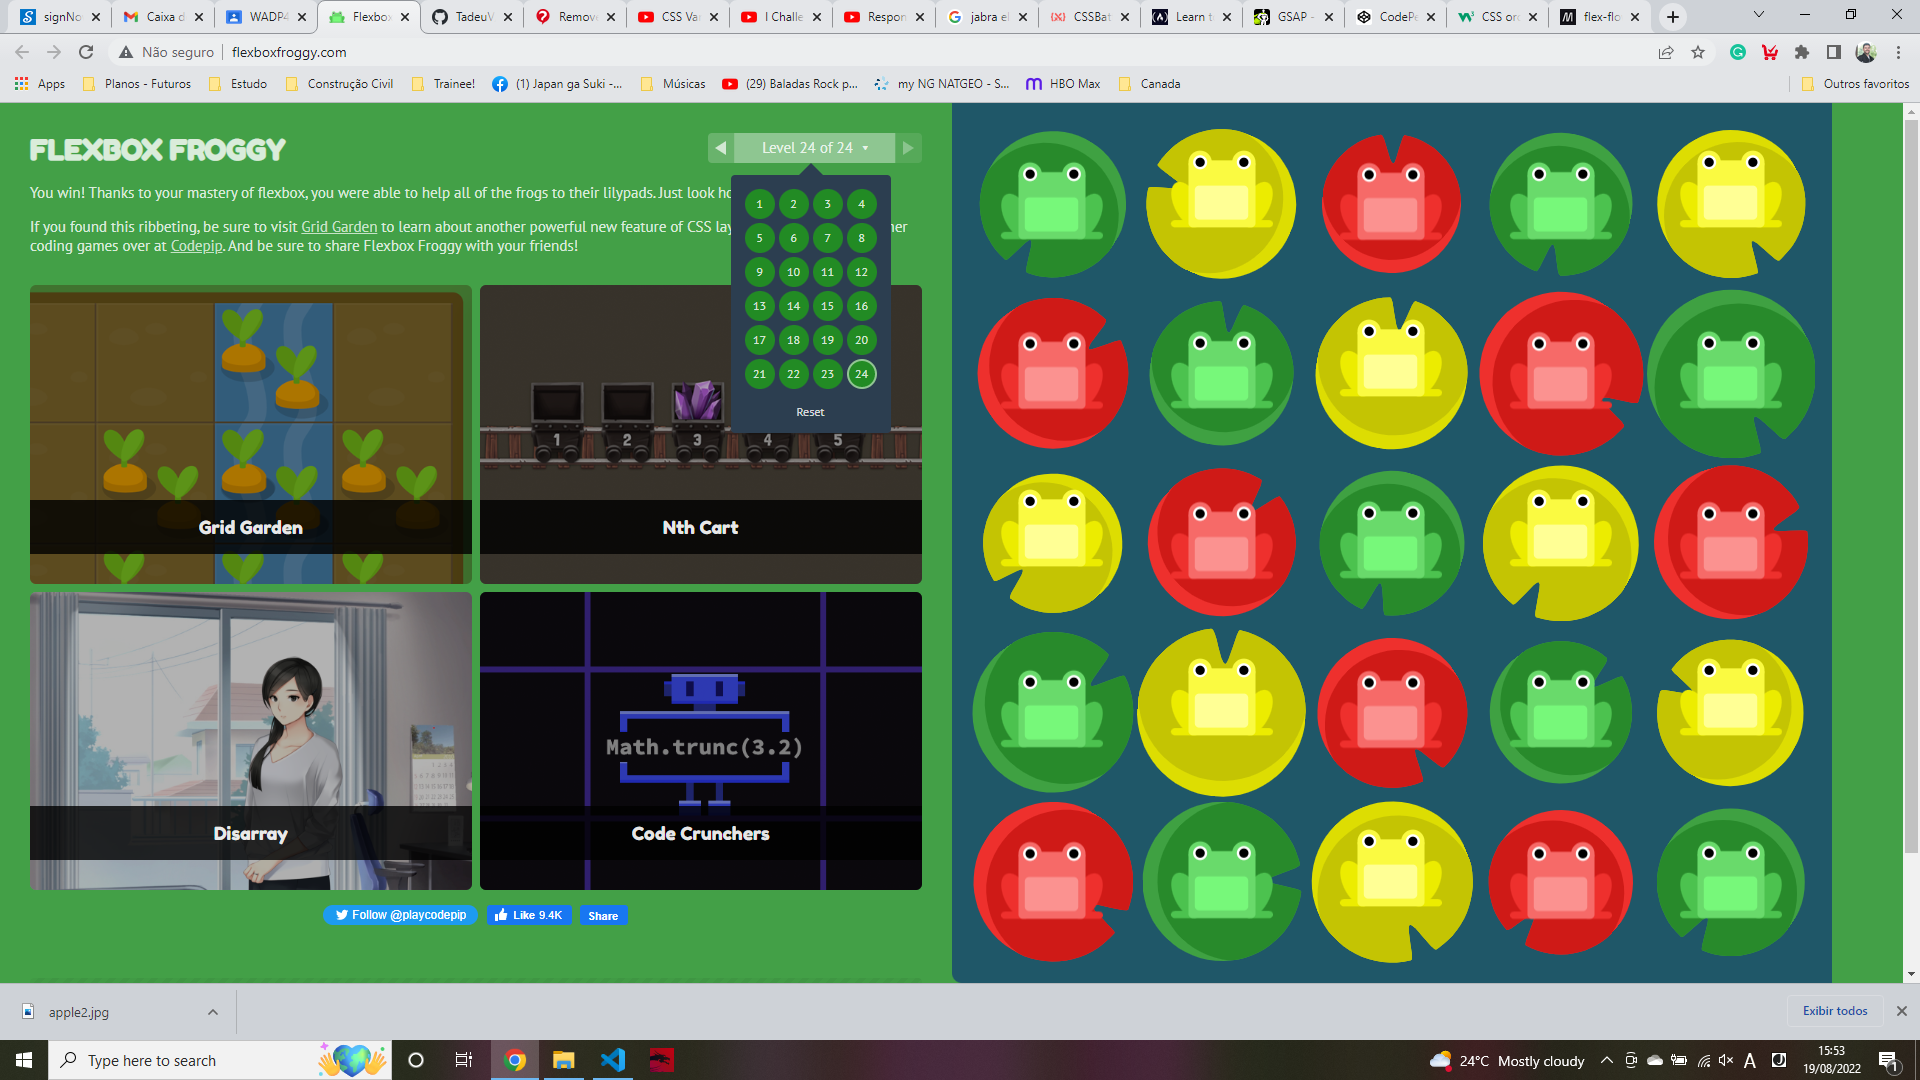 signNo
Caixa d
WADP4
Flexbox
TadeuV
Remove
CSS Va
I Challe
Respon
jabra el
CSSBat
Learn t
GSAP -
CodePe
CSS ord
flex-flo
Não seguro
flexboxfroggy.com
Apps
Planos - Futuros
Estudo
Construção Civil
Trainee!
(1) Japan ga Suki -...
Músicas
(29) Baladas Rock p...
my NG NATGEO - S...
HBO Max
Canada
Outros favoritos
FLEXBOX FROGGY
Level 24 of 24
You win! Thanks to your mastery of flexbox, you were able to help all of the frogs to their lilypads. Just look
If you found this ribbeting, be sure to visit Grid Garden to learn about another powerful new feature of CSS
coding games over at Codepip. And be sure to share Flexbox Froggy with your friends!
1 2 3 4
5 6 7 8
9 10 11 12
13 14 15 16
17 18 19 20
21 22 23 24
Reset
1 2 3 4 5
Grid Garden
Nth Cart
Math.trunc(3.2)
Disarray
Code Crunchers
Follow @playcodepip
Like 9.4K
Share
apple2.jpg
Exibir todos
Type here to search
24°C Mostly cloudy
A
15:53
19/08/2022
1